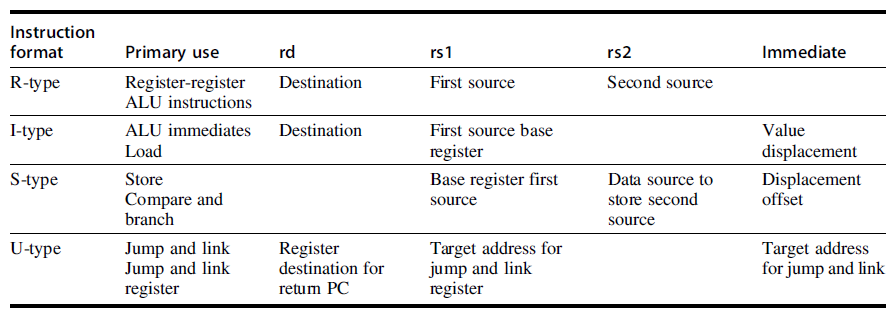 Instruction
format Primary use rd rs1 rs2 Immediate
R-type Register-register Destination First source Second source
ALU instructions
I-type ALU immediates Destination First source base Value
Load register displacement
S-type Store Base register first Data source to Displacement
Compare and source store second offset
branch source
U-type Jump and link Register Target address for Target address
Jump and link destination for jump and link for jump and link
register return PC register